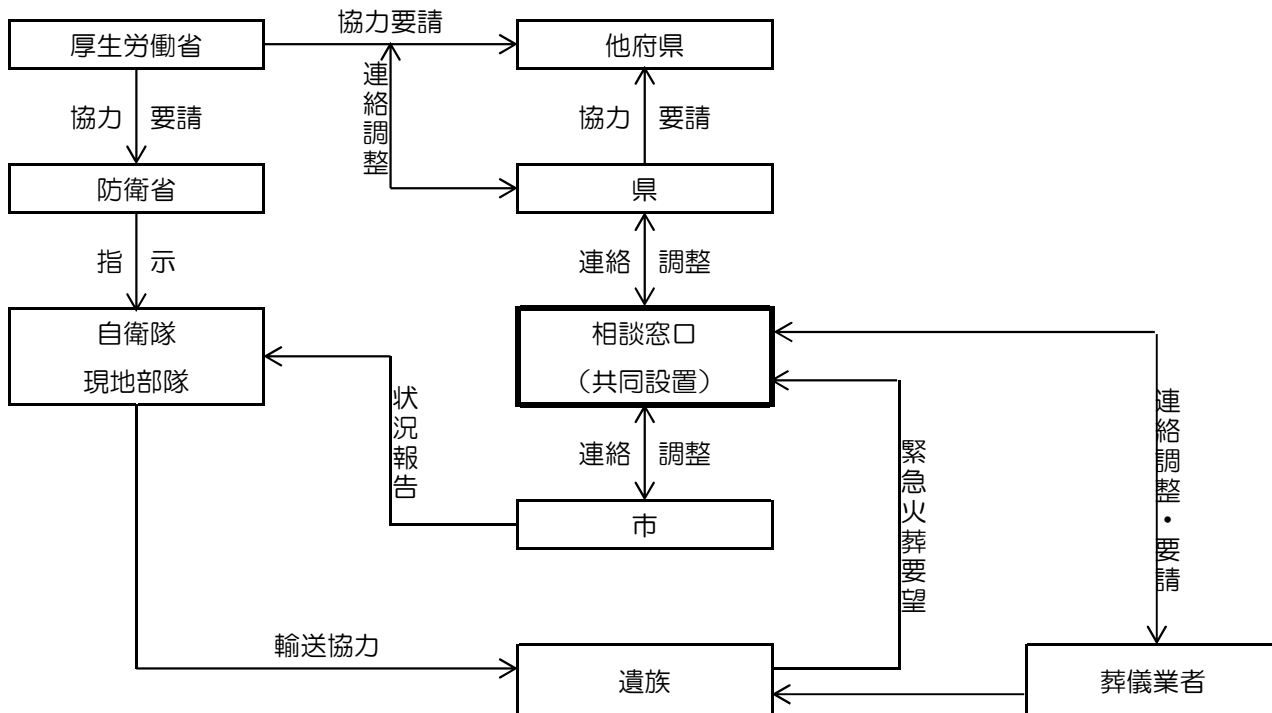 協力要請
厚生労働省
他府県
連絡調整
協力 要請
協力 要請
防衛省
県
指 示
連絡 調整
自衛隊
現地部隊
相談窓口
（共同設置）
状況報告
連絡 調整
緊急火葬要望
連絡調整・要請
市
輸送協力
遺族
葬儀業者